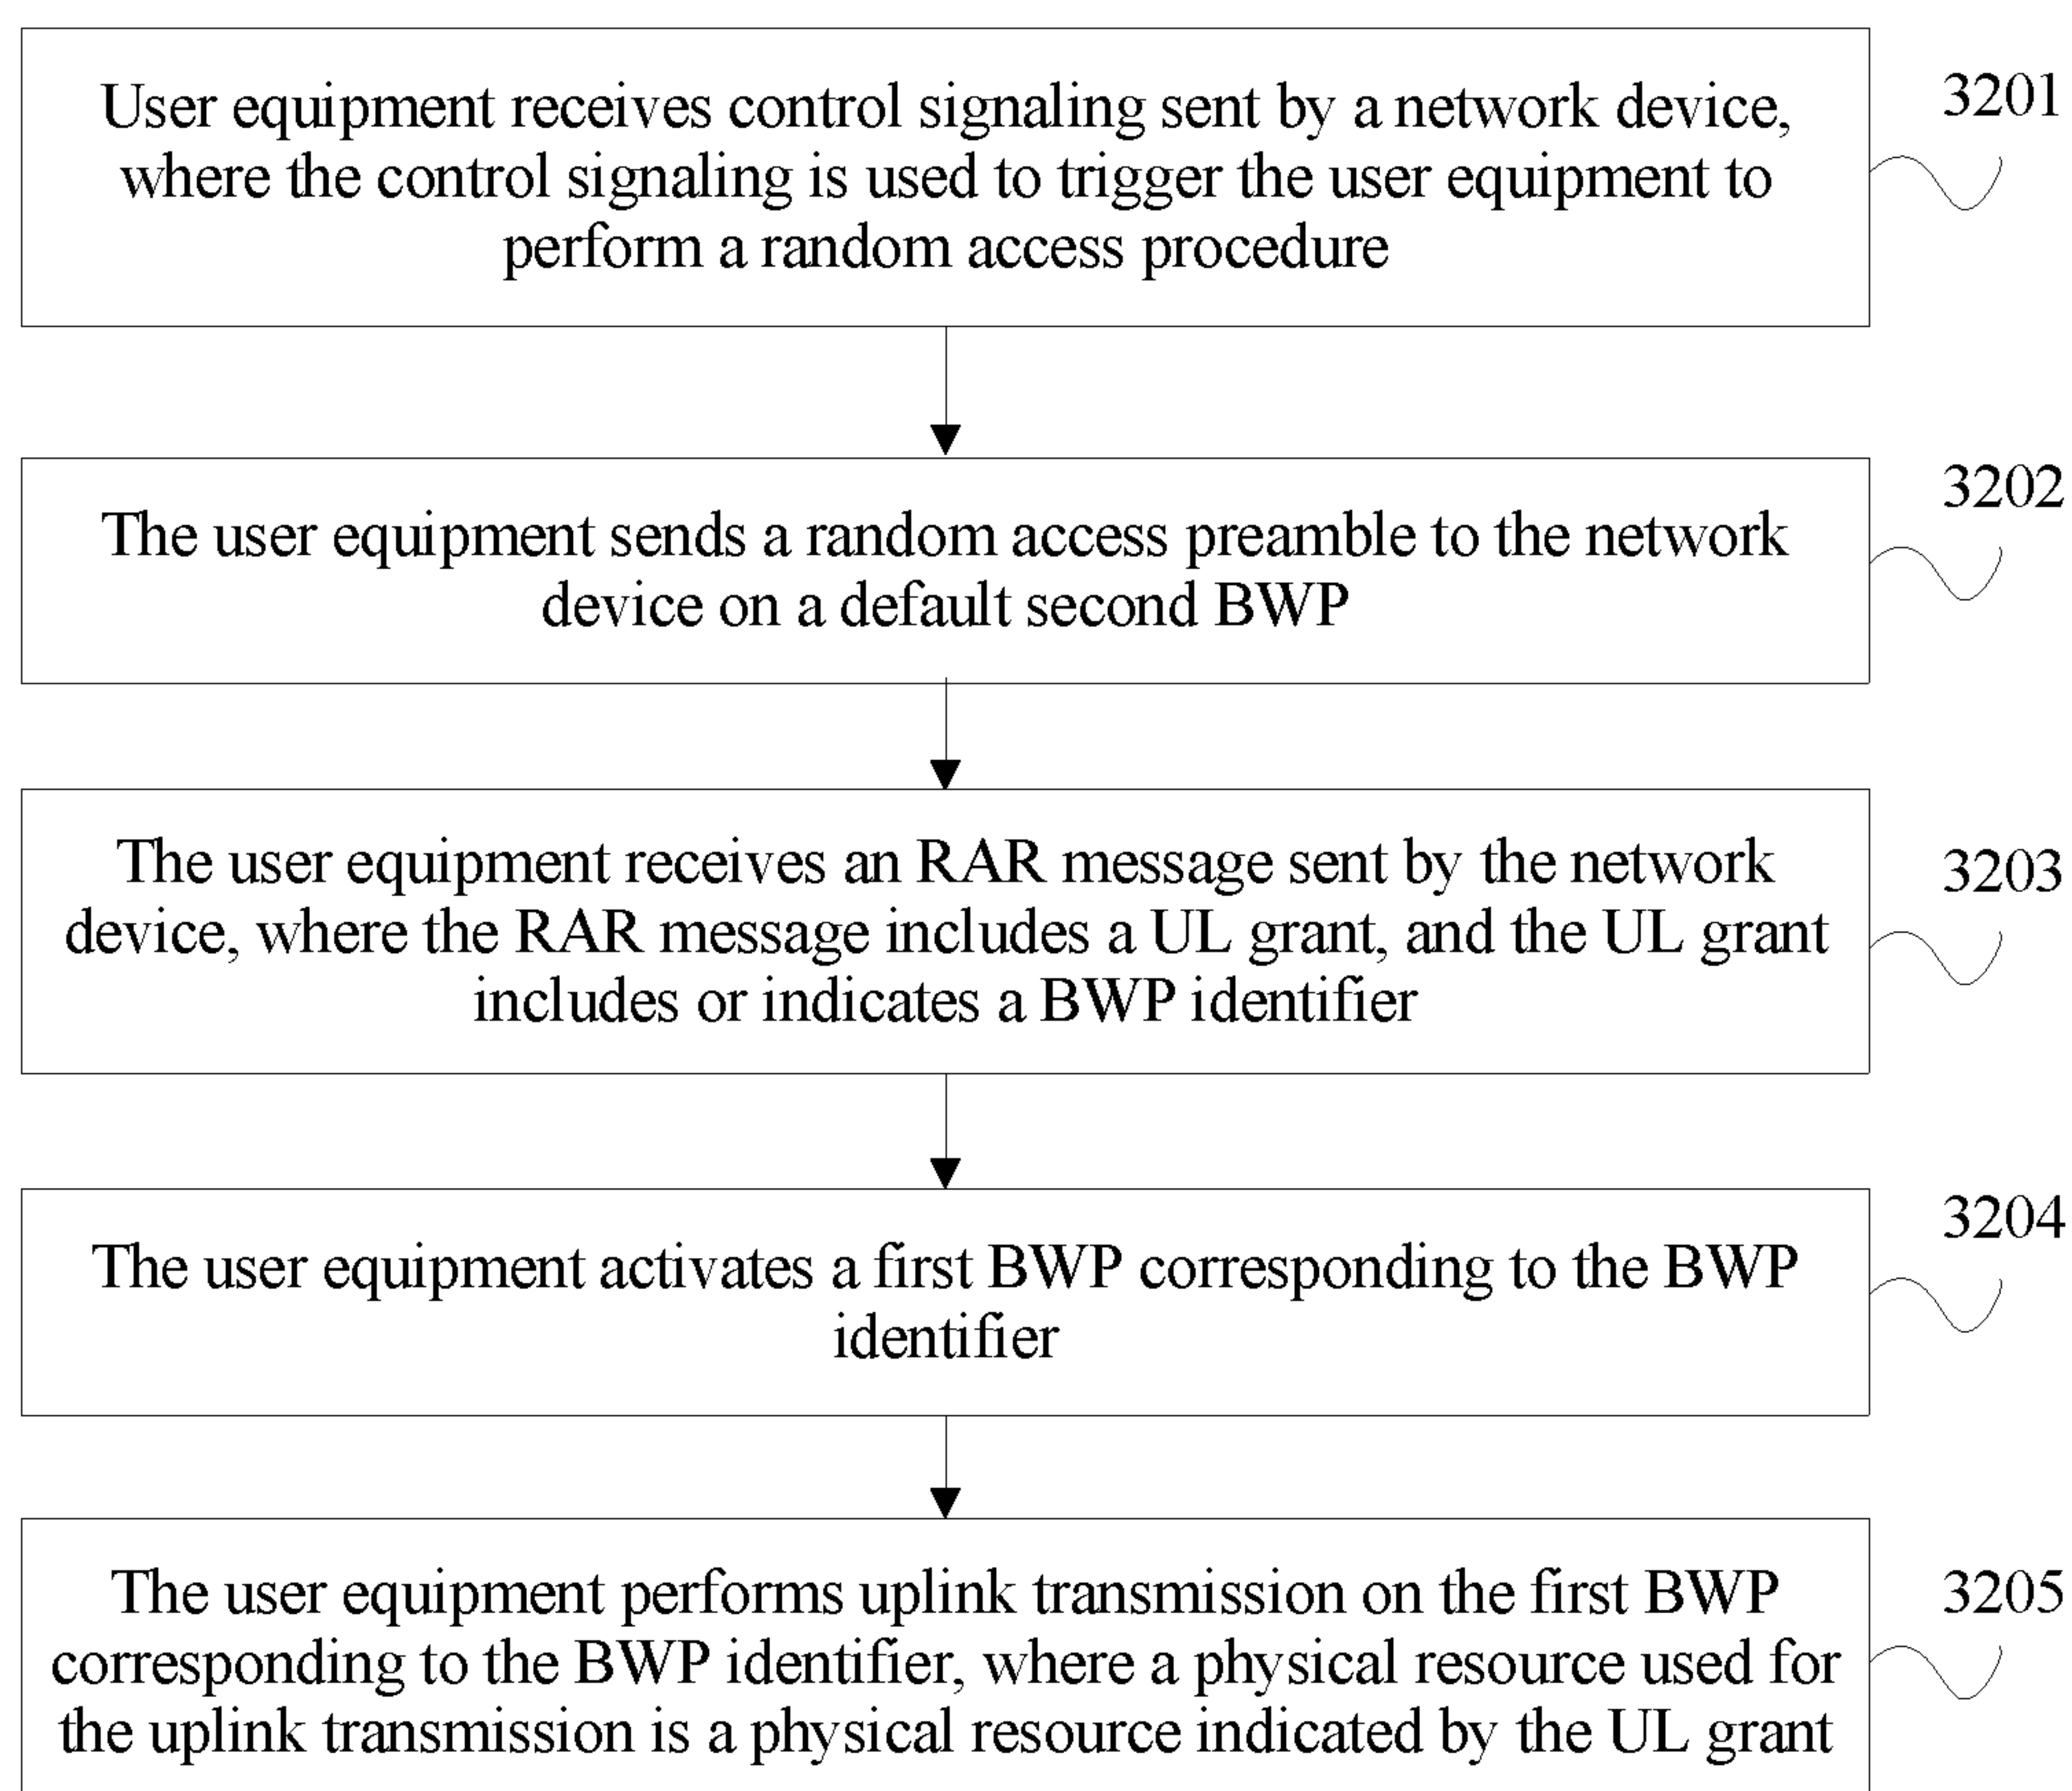 User equipment receives control signaling sent by a network device,
where the control signaling is used to trigger the user equipment to
perform a random access procedure
3201
The user equipment sends a random access preamble to the network
device on a default second BWP
3202
The user equipment receives an RAR message sent by the network
device, where the RAR message includes a UL grant, and the UL grant
includes or indicates a BWP identifier
3203
The user equipment activates a first BWP corresponding to the BWP
identifier
3204
The user equipment performs uplink transmission on the first BWP
corresponding to the BWP identifier, where a physical resource used for
the uplink transmission is a physical resource indicated by the UL grant
3205